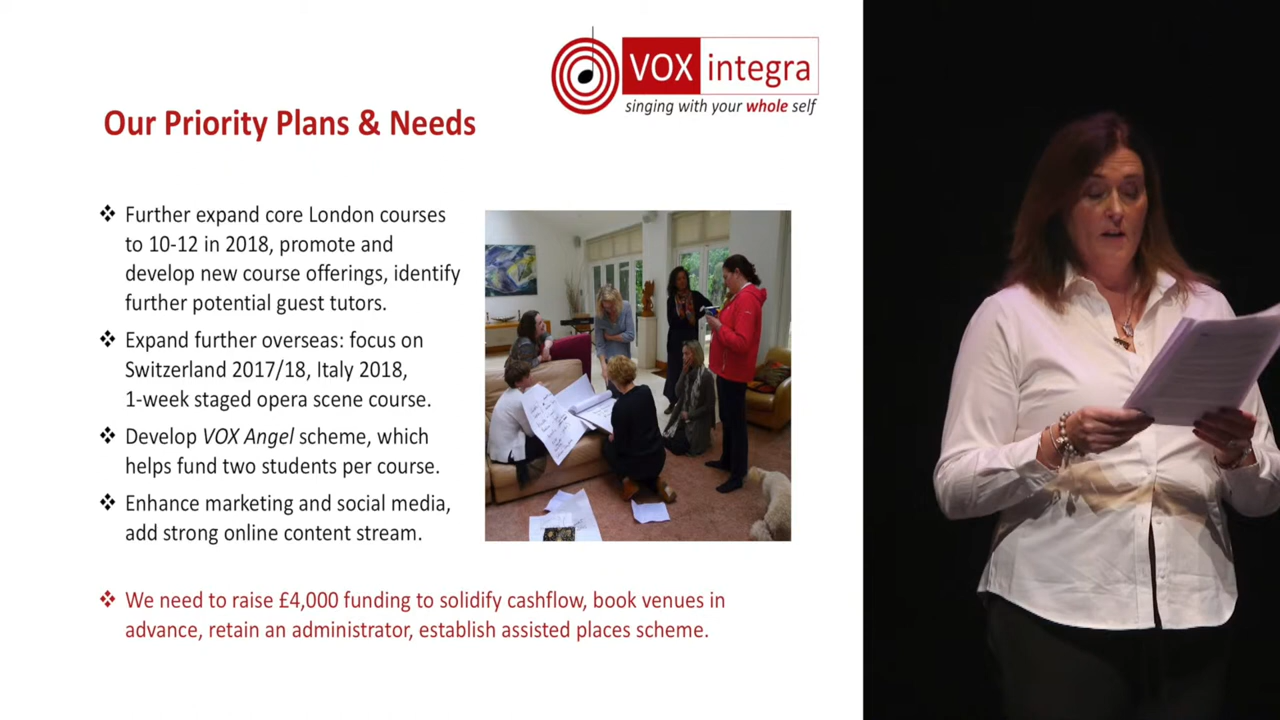 VOX integra
singing with your whole self
Our Priority Plans & Needs
❖ Further expand core London courses
to 10-12 in 2018, promote and
develop new course offerings, identify
further potential guest tutors.
❖ Expand further overseas: focus on
Switzerland 2017/18, Italy 2018,
1-week staged opera scene course.
❖ Develop VOX Angel scheme, which
helps fund two students per course.
❖ Enhance marketing and social media,
add strong online content stream.
❖ We need to raise £4,000 funding to solidify cashflow, book venues in
advance, retain an administrator, establish assisted places scheme.